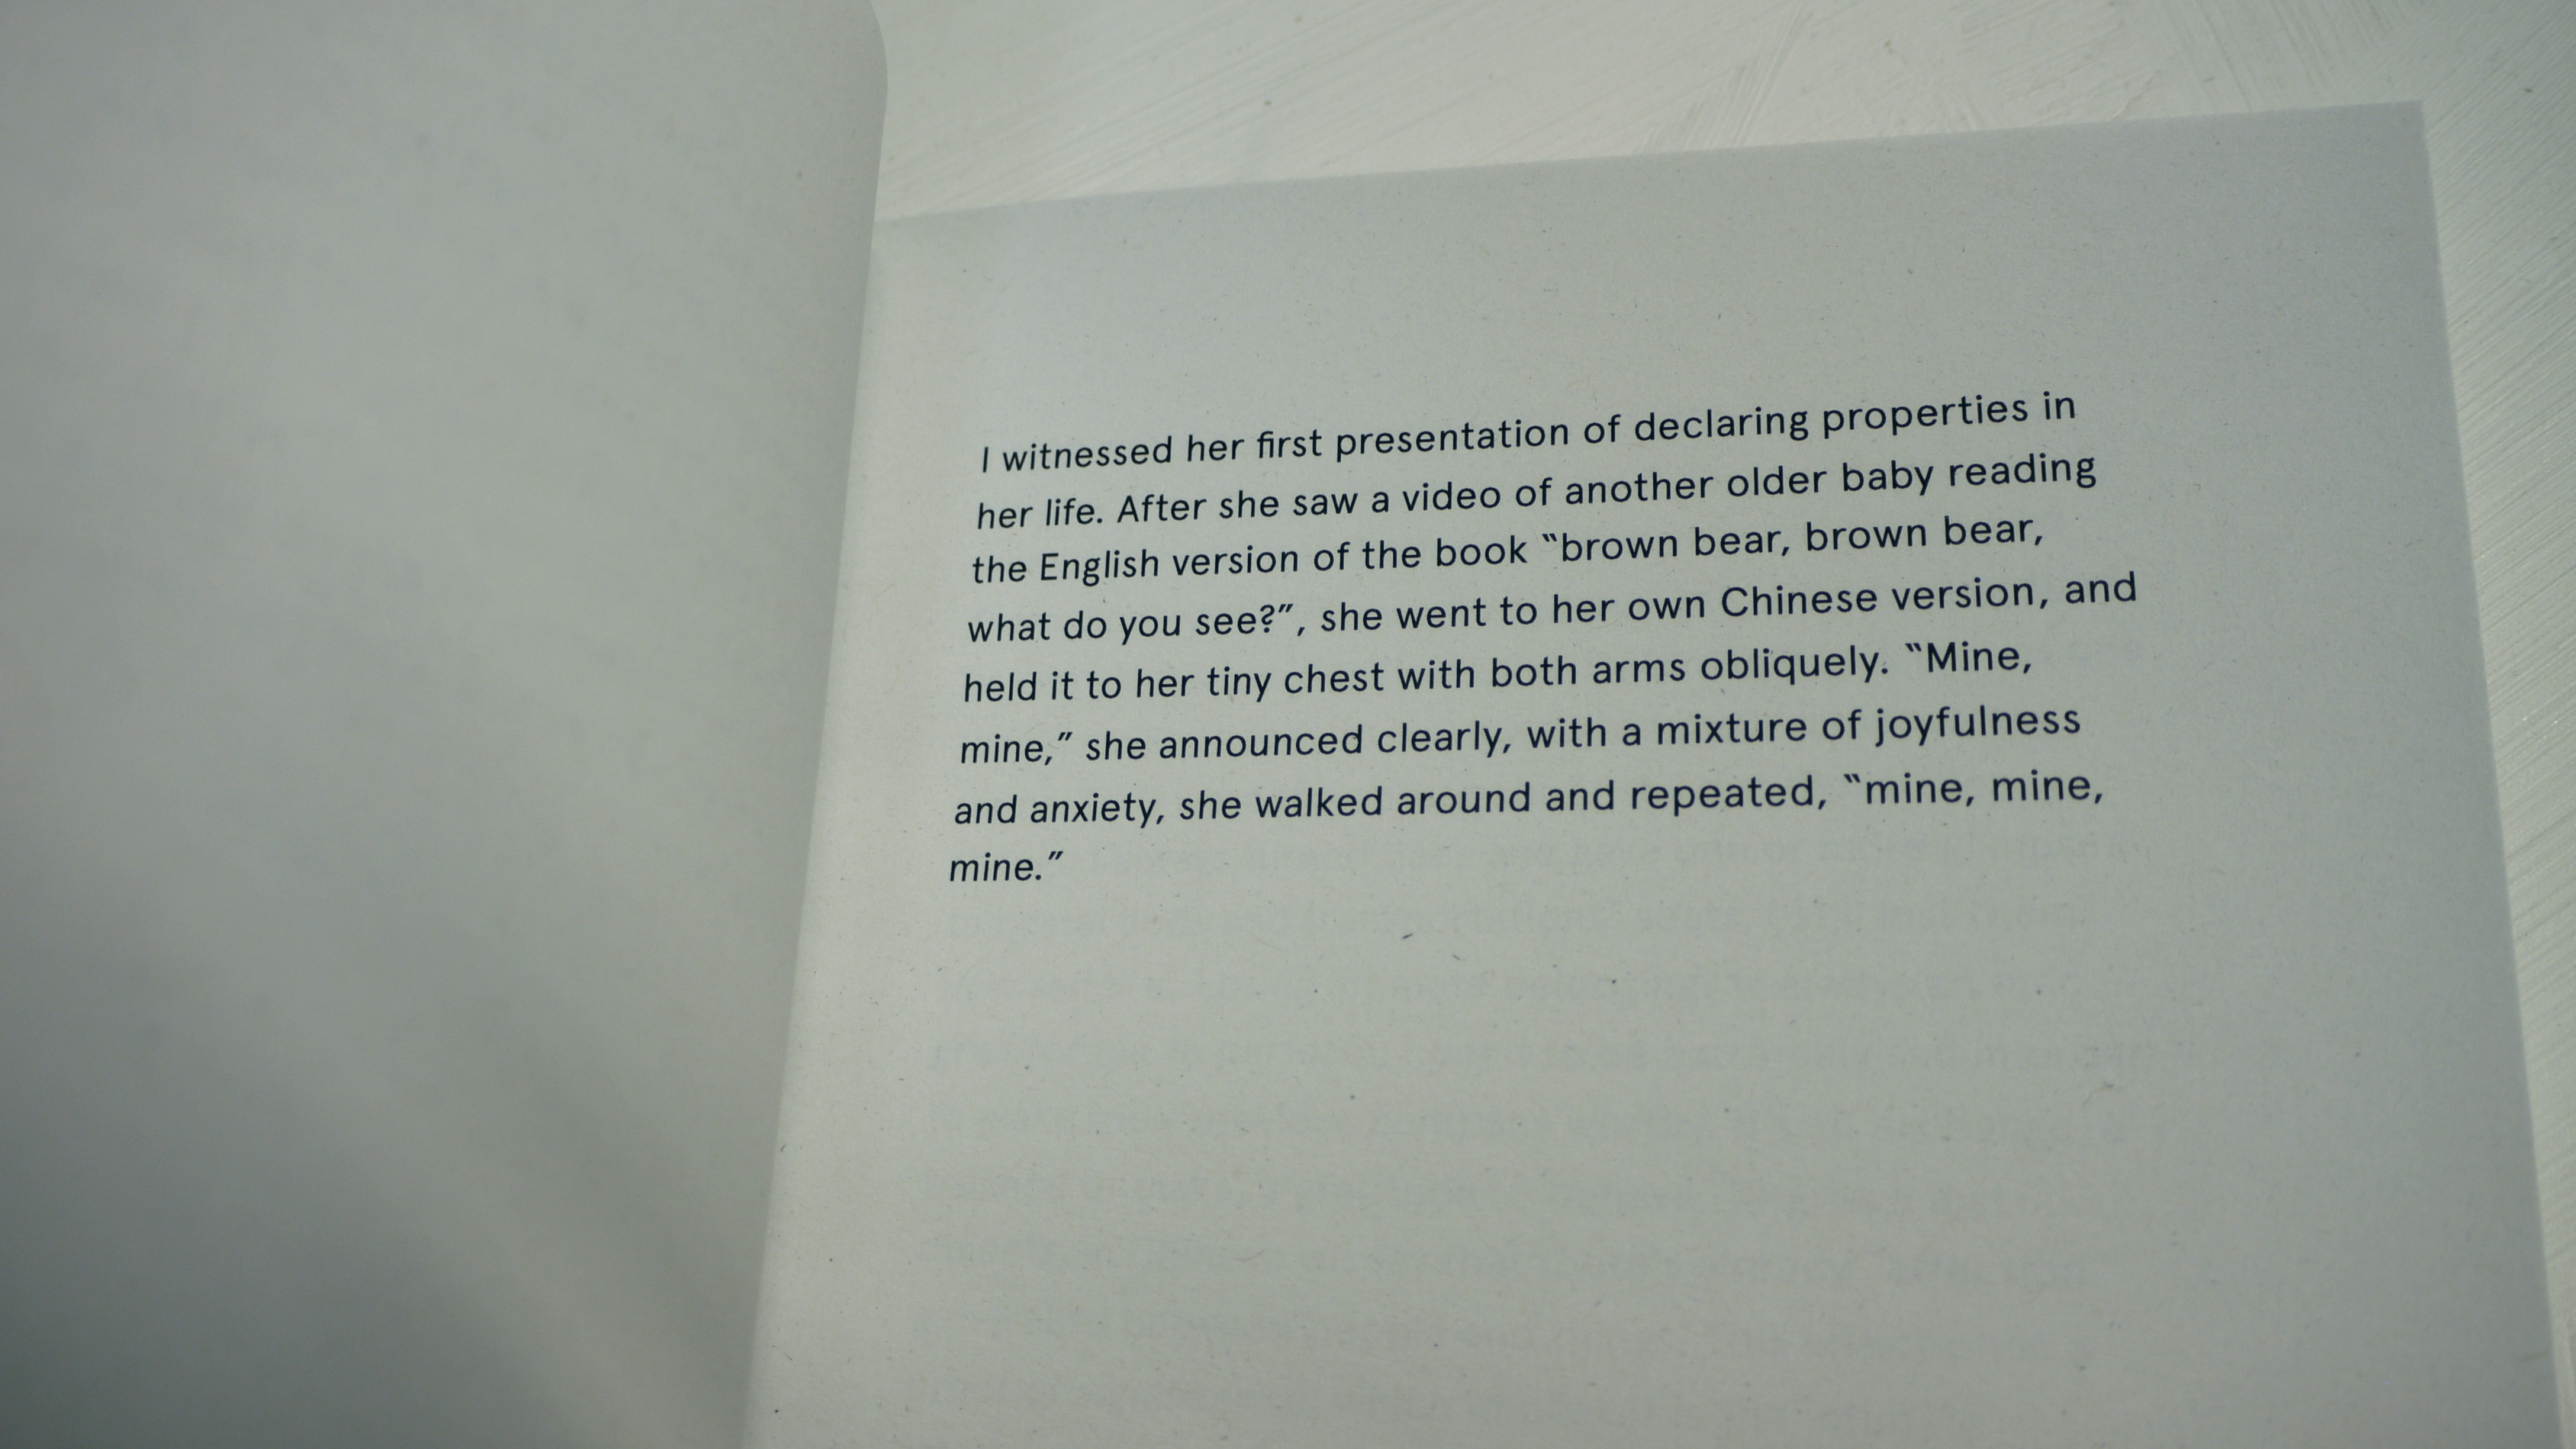 I witnessed her first presentation of declaring properties in
her life. After she saw a video of another older baby reading
the English version of the book “brown bear, brown bear,
what do you see?”, she went to her own Chinese version, and
held it to her tiny chest with both arms obliquely. “Mine,
mine,” she announced clearly, with a mixture of joyfulness
and anxiety, she walked around and repeated, “mine, mine,
mine.”